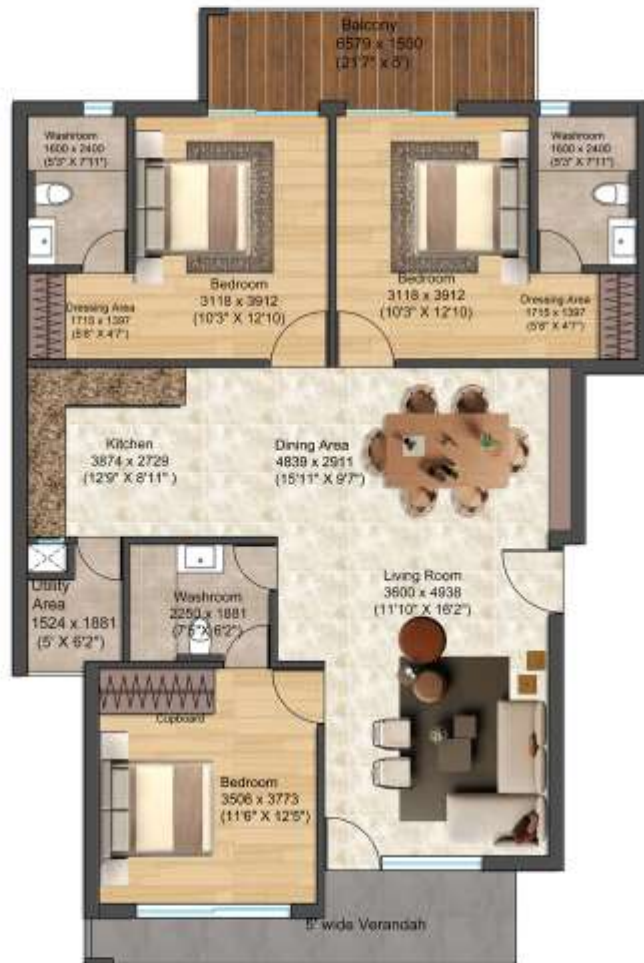 Balcony
6579 x 1550
(21'7" x 5')
Washroom
1600 x 2400
(5'3" X 7'11")
Washroom
1600 x 2400
(5'3" X 7'11")
Bedroom
3118 x 3912
(10'3" X 12'10)
Bedroom
3118 x 3912
(10'3" X 12'10)
Dressing Area
1715 x 1397
(5'8" X 4'7")
Dressing Area
1715 x 1397
(5'8" X 4'7")
Kitchen
3874 x 2729
(12'9" X 8'11" )
Dining Area
4839 x 2911
(15'11" X 9'7")
Living Room
3600 x 4938
(11'10" X 16'2")
Utility
Area
1524 x 1881
(5' X 6'2")
Washroom
2250 x 1881
(7'5" X 6'2")
Cupboard
Bedroom
3506 x 3773
(11'6" X 12'5")
5' wide Verandah